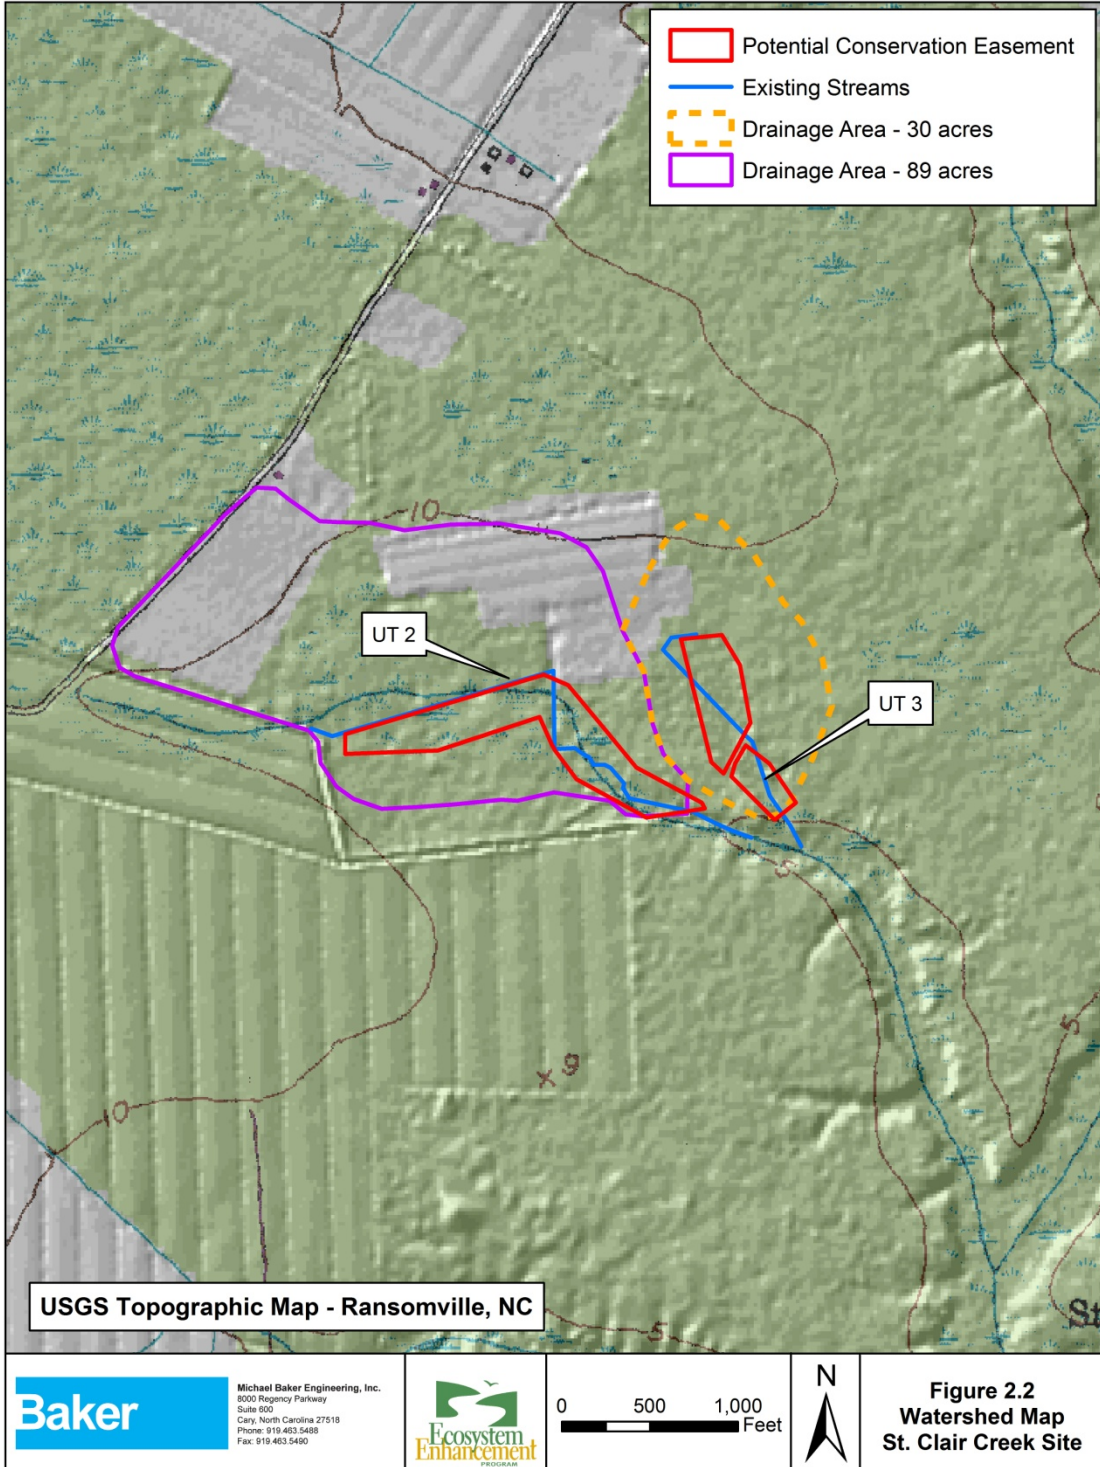 Potential Conservation Easement
Existing Streams
Drainage Area - 30 acres
Drainage Area - 89 acres
10
UT 2
UT 3
5
5
x 9
10
USGS Topographic Map - Ransomville, NC
5
St
Baker
Michael Baker Engineering, Inc.
8000 Regency Parkway
Suite 600
Cary, North Carolina 27518
Phone: 919.463.5488
Fax: 919.463.5490
Ecosystem
Enhancement
PROGRAM
0 500 1,000
Feet
N
Figure 2.2
Watershed Map
St. Clair Creek Site